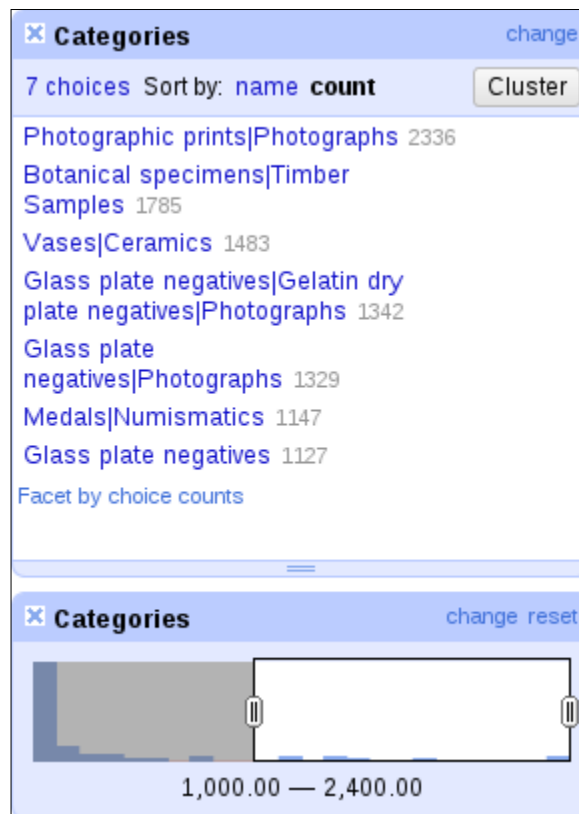 Categories change
7 choices Sort by: name count Cluster
Photographic prints|Photographs 2336
Botanical specimens|Timber
Samples 1785
Vases|Ceramics 1483
Glass plate negatives|Gelatin dry
plate negatives|Photographs 1342
Glass plate
negatives|Photographs 1329
Medals|Numismatics 1147
Glass plate negatives 1127
Facet by choice counts
Categories change reset
1,000.00 — 2,400.00